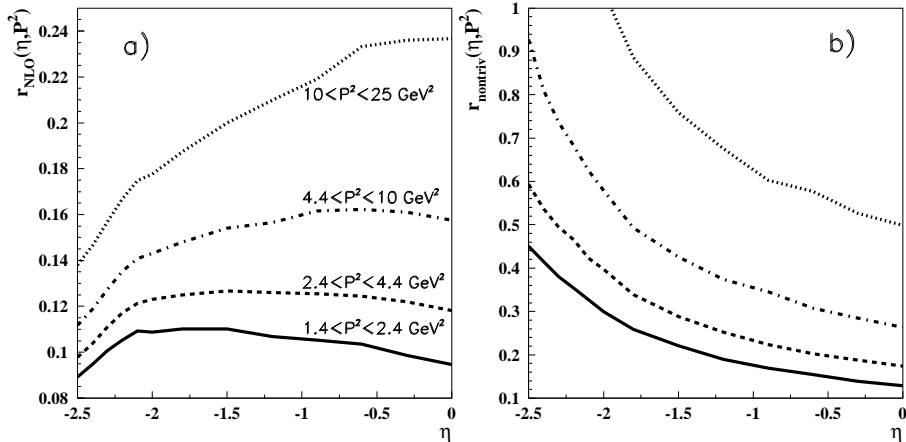 r_NLO(η,P²)
a)
0.24
0.22
0.2
0.18
0.16
0.14
0.12
0.1
0.08
10<P²<25 GeV²
4.4<P²<10 GeV²
2.4<P²<4.4 GeV²
1.4<P²<2.4 GeV²
-2.5 -2 -1.5 -1 -0.5 0
η
r_nontriv(η,P²)
b)
1
0.9
0.8
0.7
0.6
0.5
0.4
0.3
0.2
0.1
-2.5 -2 -1.5 -1 -0.5 0
η